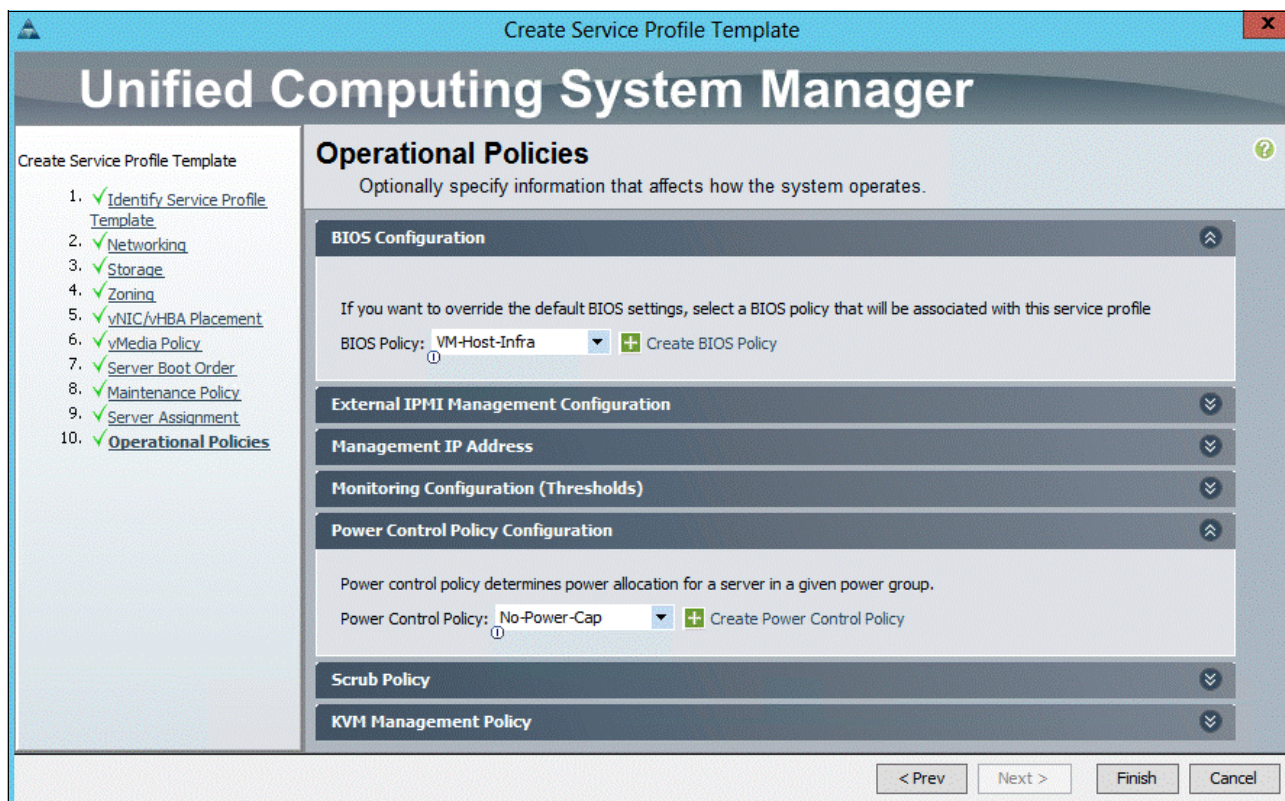 Create Service Profile Template
x
Unified Computing System Manager
Create Service Profile Template
1. Identify Service Profile
Template
2. Networking
3. Storage
4. Zoning
5. vNIC/vHBA Placement
6. vMedia Policy
7. Server Boot Order
8. Maintenance Policy
9. Server Assignment
10. Operational Policies
Operational Policies
?
Optionally specify information that affects how the system operates.
BIOS Configuration
If you want to override the default BIOS settings, select a BIOS policy that will be associated with this service profile
BIOS Policy: VM-Host-Infra Create BIOS Policy
External IPMI Management Configuration
Management IP Address
Monitoring Configuration (Thresholds)
Power Control Policy Configuration
Power control policy determines power allocation for a server in a given power group.
Power Control Policy: No-Power-Cap Create Power Control Policy
Scrub Policy
KVM Management Policy
< Prev Next > Finish Cancel